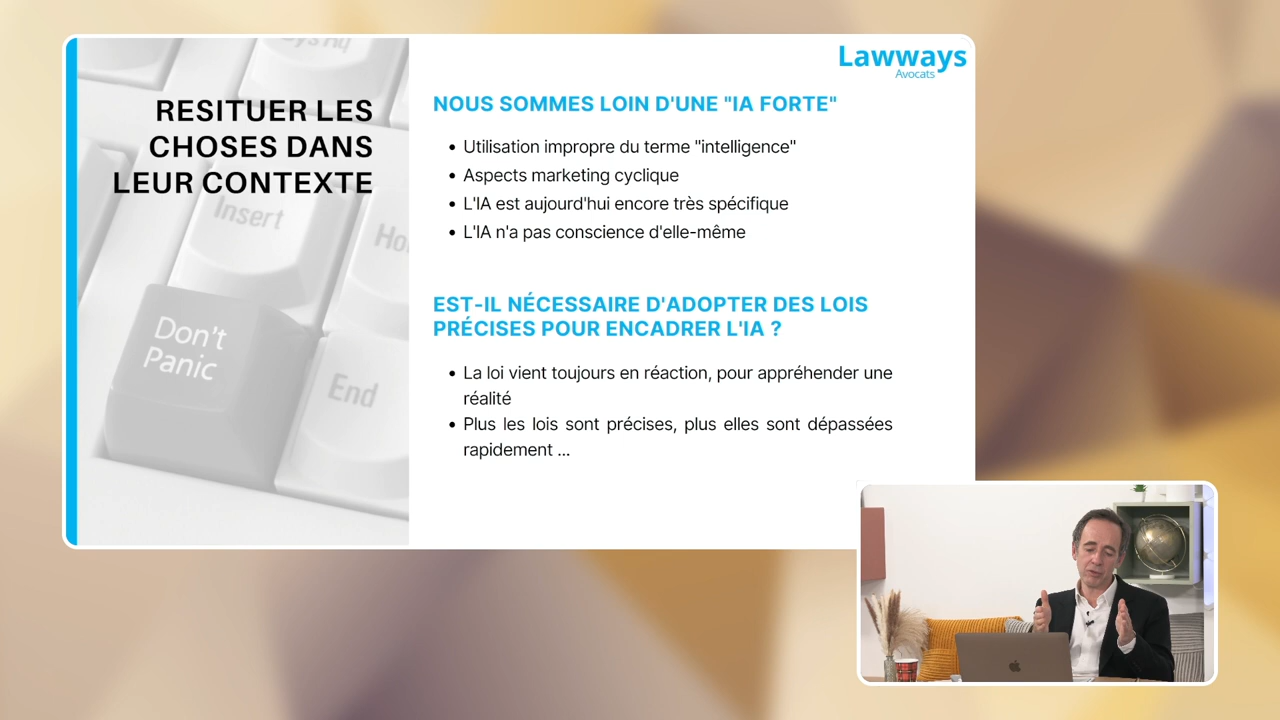 Lawways
Avocats
RESITUER LES
CHOSES DANS
LEUR CONTEXTE
Insert
Don't
Panic
End
NOUS SOMMES LOIN D'UNE "IA FORTE"
• Utilisation impropre du terme "intelligence"
• Aspects marketing cyclique
• L'IA est aujourd'hui encore très spécifique
• L'IA n'a pas conscience d'elle-même
EST-IL NÉCESSAIRE D'ADOPTER DES LOIS
PRÉCISES POUR ENCADRER L'IA ?
• La loi vient toujours en réaction, pour appréhender une
réalité
• Plus les lois sont précises, plus elles sont dépassées
rapidement ...